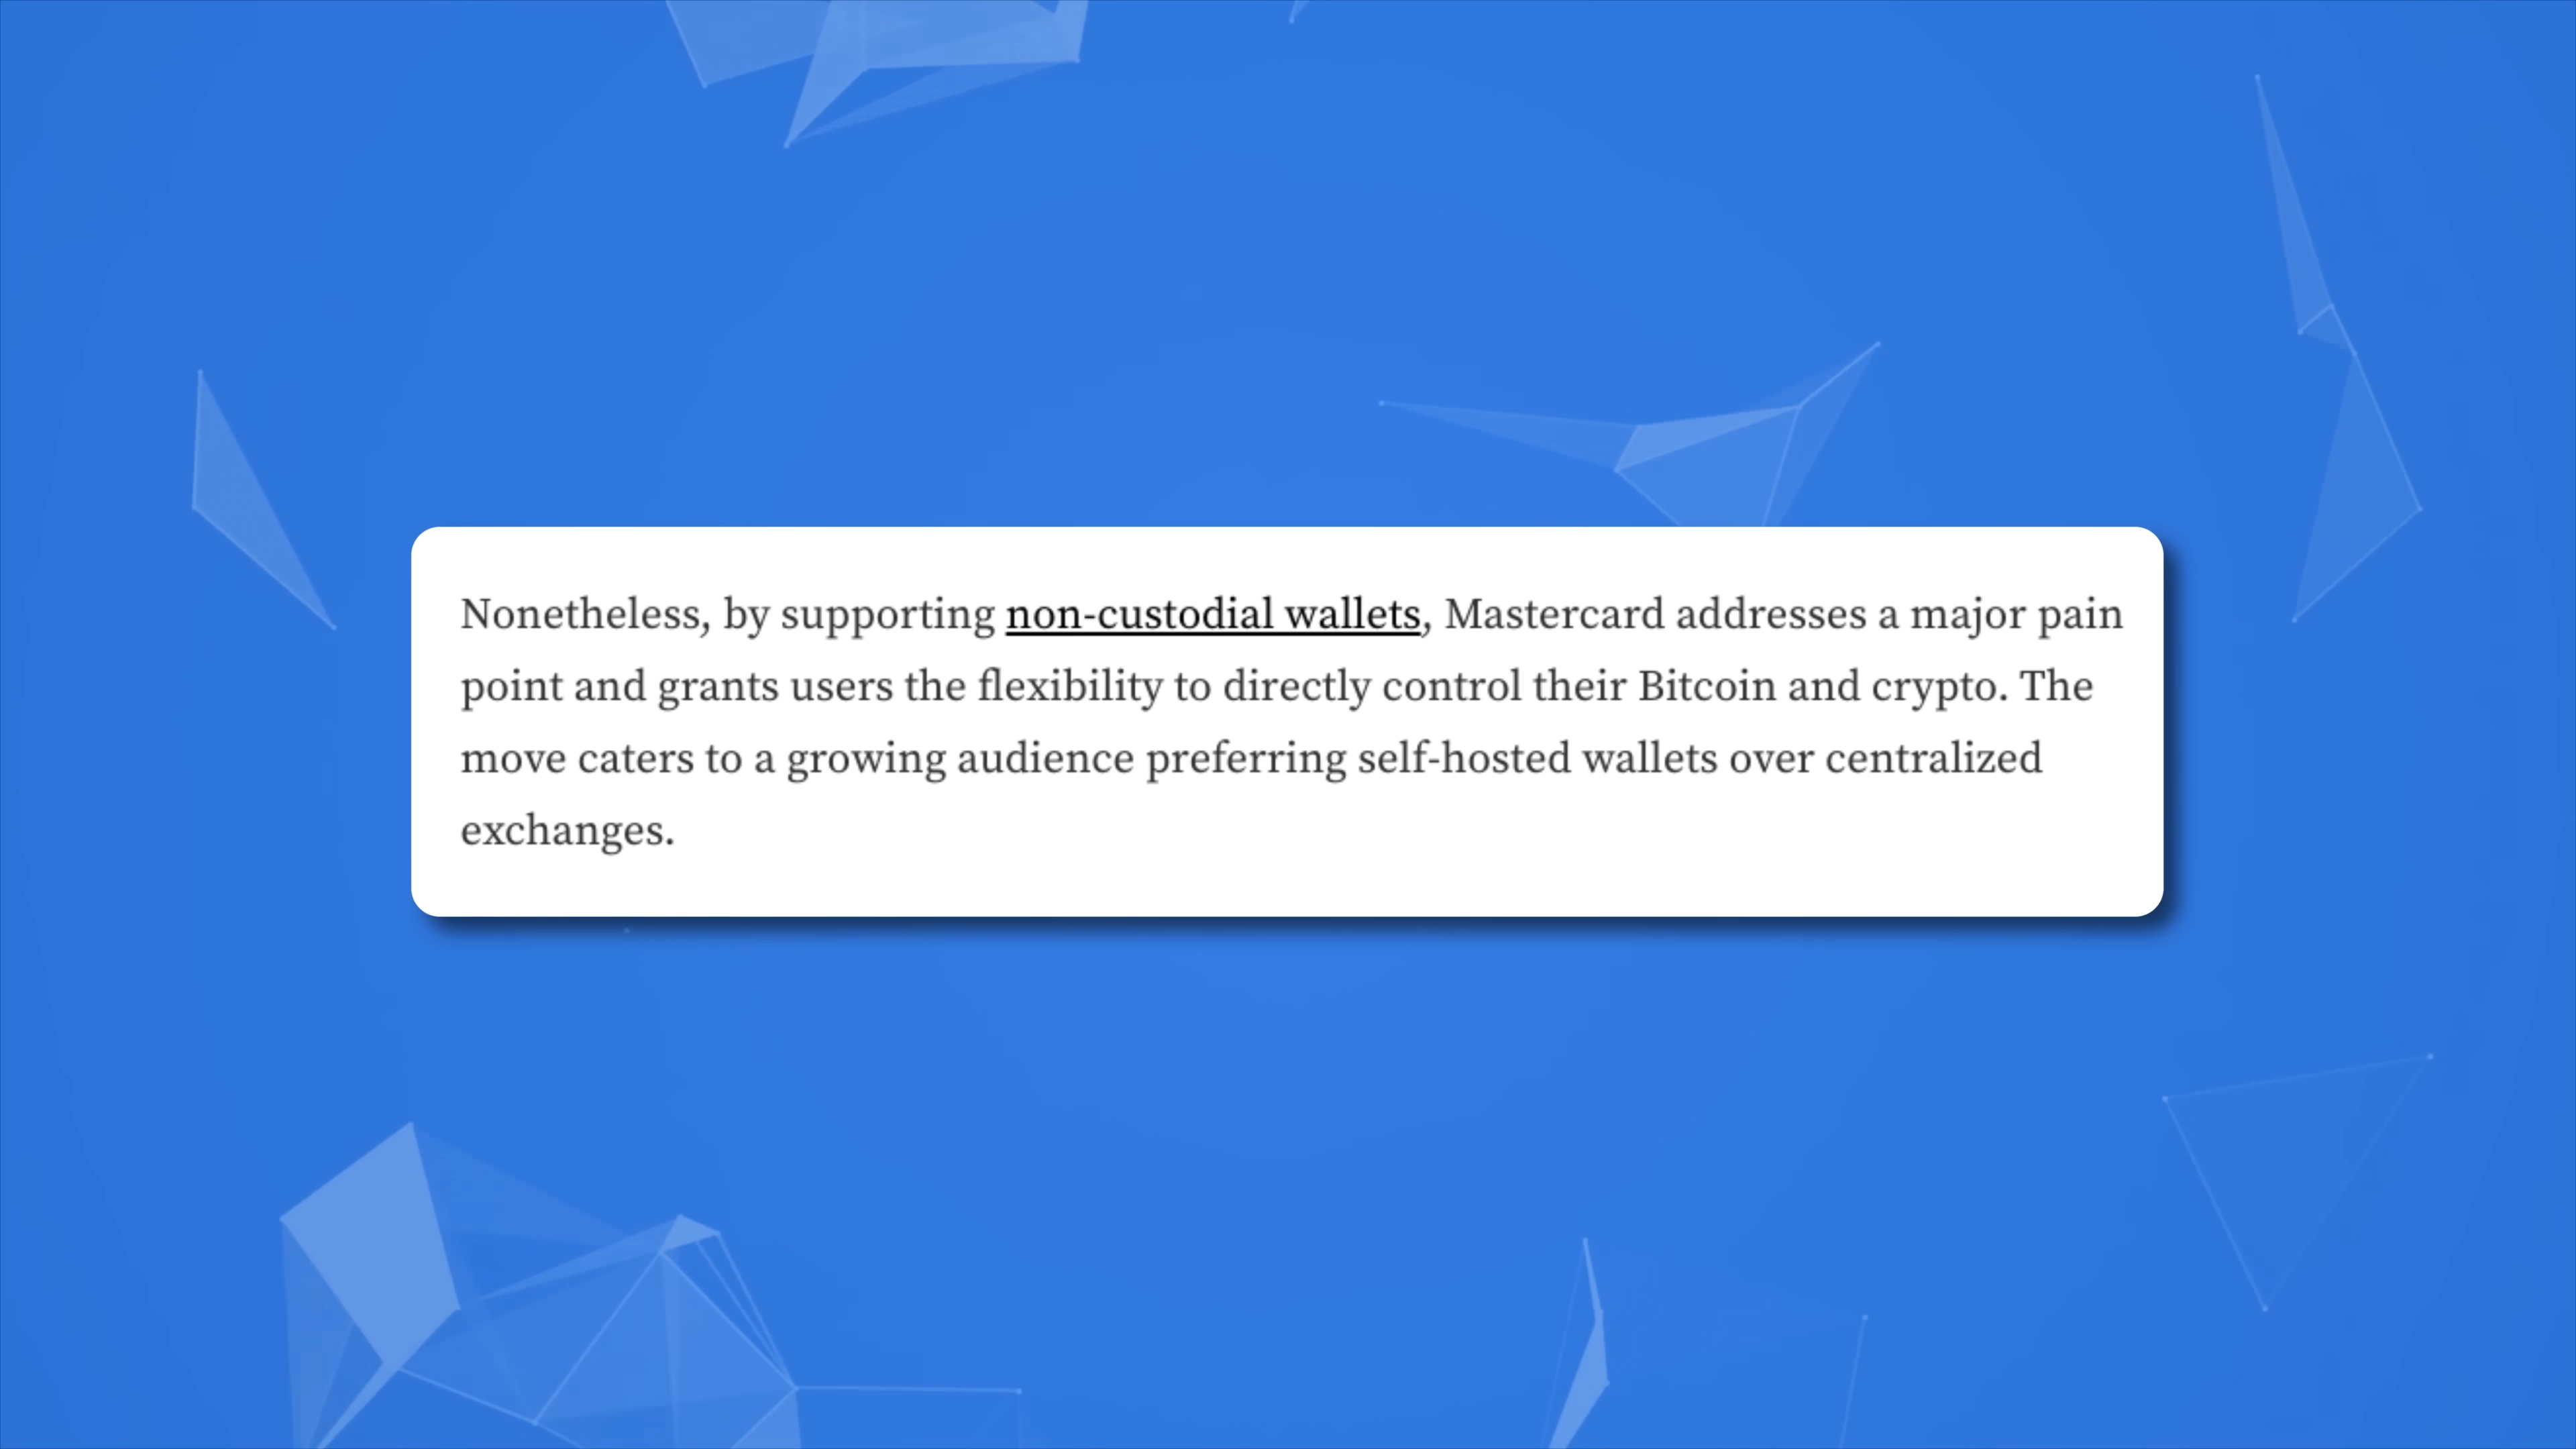 Nonetheless, by supporting non-custodial wallets, Mastercard addresses a major pain
point and grants users the flexibility to directly control their Bitcoin and crypto. The
move caters to a growing audience preferring self-hosted wallets over centralized
exchanges.